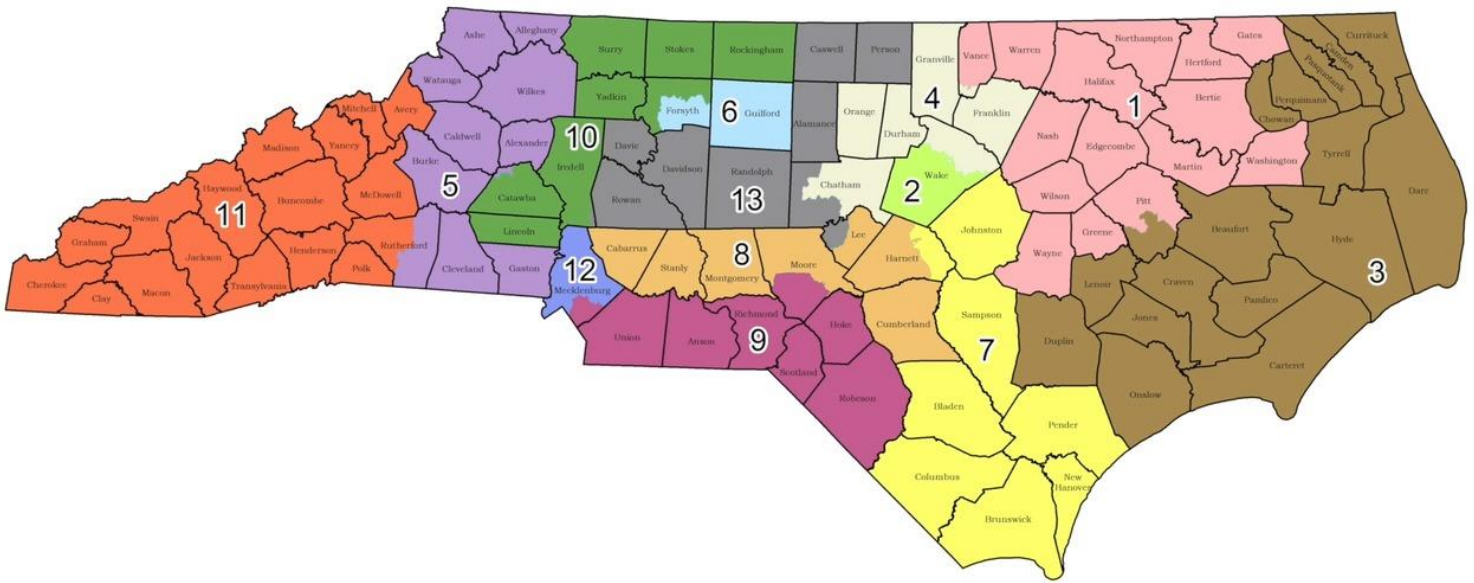 Ashe
Alleghany
Surry
Stokes
Rockingham
Caswell
Person
Granville
Vance
Warren
Northampton
Gates
Currituck
Camden
Pasquotank
Hertford
Halifax
Watauga
Wilkes
Yadkin
Forsyth
6
Guilford
Alamance
Orange
Durham
4
Franklin
1
Bertie
Perquimans
Chowan
Mitchell
Avery
Madison
Yancey
Caldwell
Alexander
10
Iredell
Davie
Davidson
Randolph
13
Chatham
2
Wake
Nash
Edgecombe
Martin
Washington
Tyrrell
Dare
Burke
5
Catawba
Rowan
Haywood
11
Buncombe
McDowell
Swain
Graham
Jackson
Henderson
Rutherford
Polk
Cleveland
Gaston
Lincoln
Cherokee
Clay
Macon
Transylvania
12
Mecklenburg
Cabarrus
Stanly
8
Montgomery
Moore
Lee
Harnett
Johnston
Wilson
Pitt
Greene
Wayne
Beaufort
Hyde
3
Lenoir
Craven
Pamlico
Jones
Carteret
Union
Anson
Richmond
9
Hoke
Scotland
Robeson
Cumberland
Sampson
7
Duplin
Onslow
Bladen
Pender
Columbus
New
Hanover
Brunswick